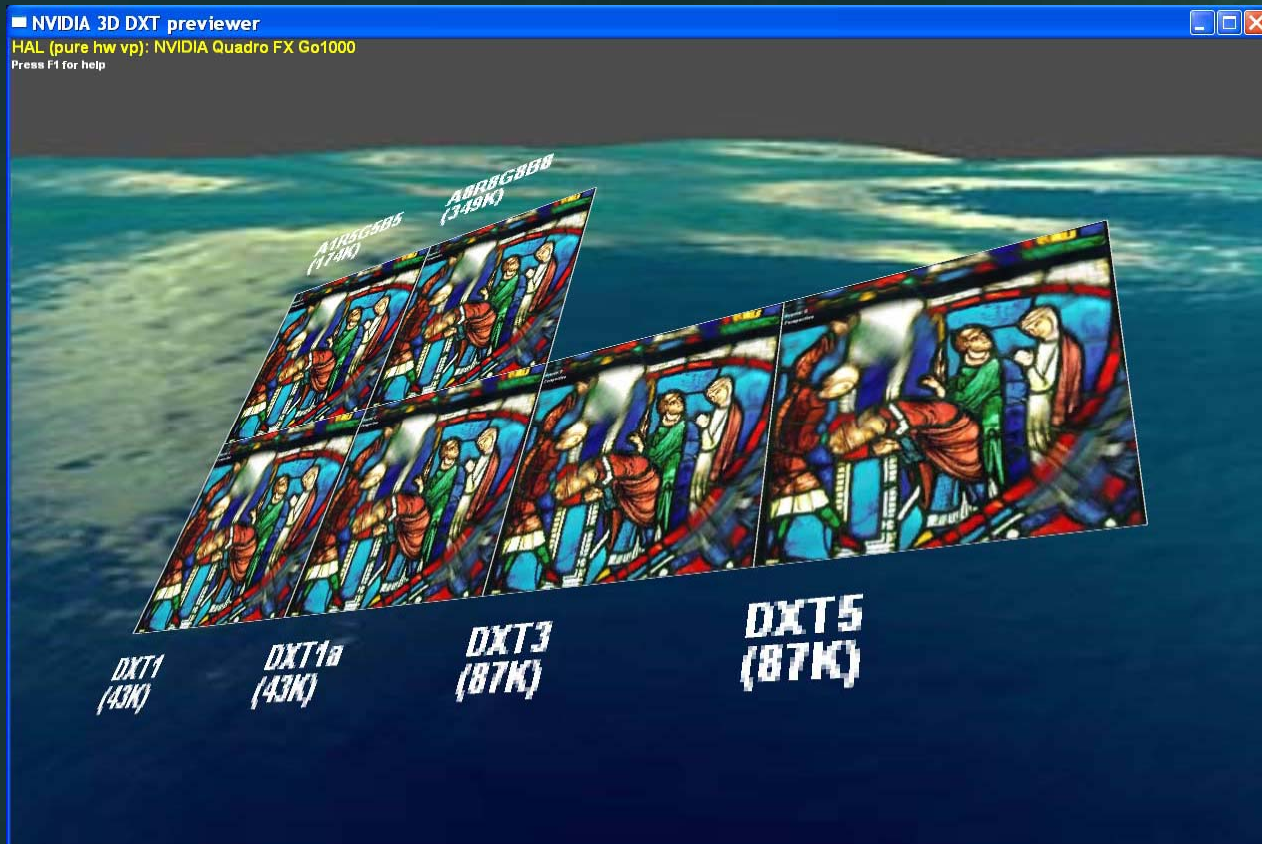 NVIDIA 3D DXT previewer
HAL (pure hw vp): NVIDIA Quadro FX Go1000
Press F1 for help
A1R5G5B5
(174K)
A8R8G8B8
(349K)
DXT1
(43K)
DXT1a
(43K)
DXT3
(87K)
DXT5
(87K)